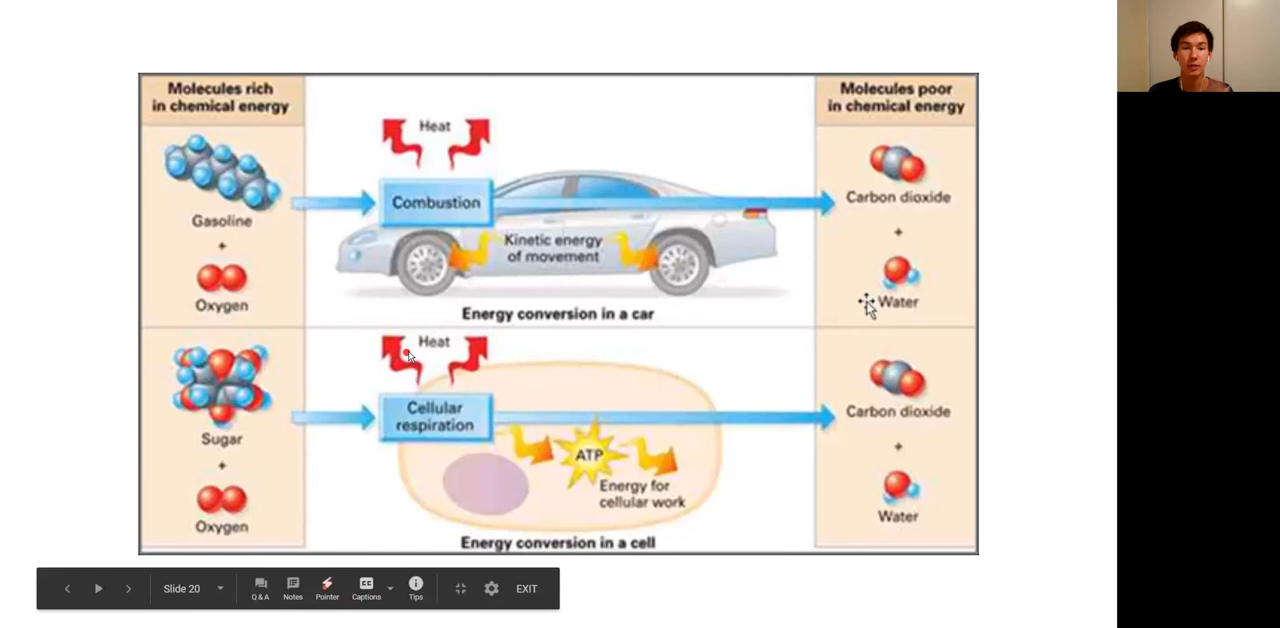 Molecules rich
in chemical energy
Gasoline
+
Oxygen
Heat
Combustion
Kinetic energy
of movement
Energy conversion in a car
Molecules poor
in chemical energy
Carbon dioxide
+
Water
Sugar
+
Oxygen
Heat
Cellular
respiration
ATP
Energy for
cellular work
Energy conversion in a cell
Carbon dioxide
+
Water
Slide 20
Q & A
Notes
Pointer
CC
Captions
Tips
EXIT